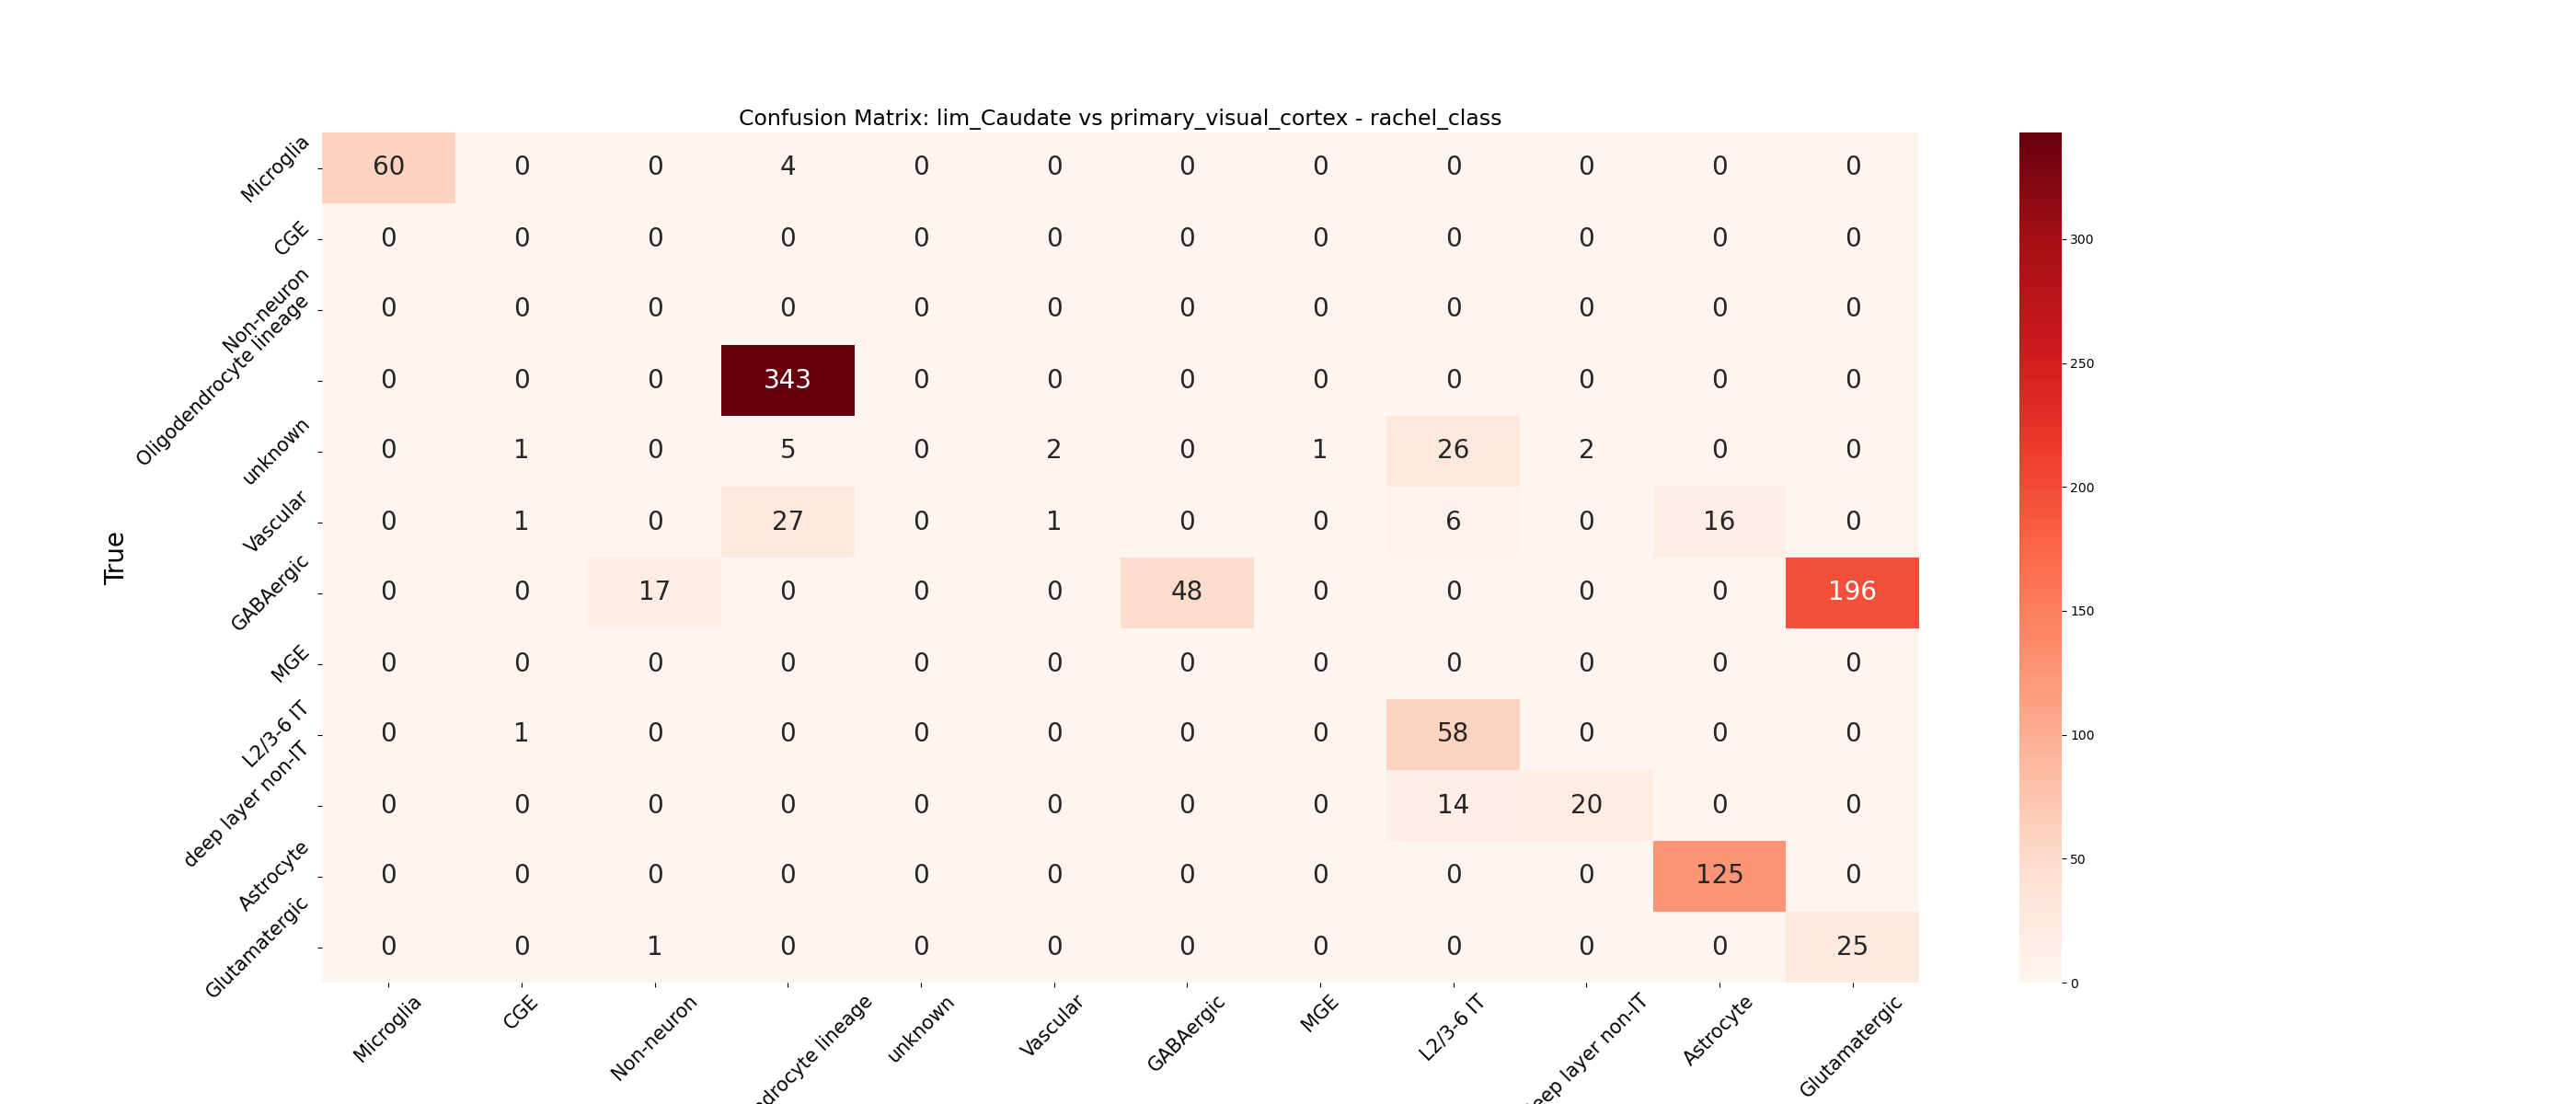 Confusion Matrix: lim_Caudate vs primary_visual_cortex - rachel_class
Microglia 60 0 0 4 0 0 0 0 0 0 0 0
CGE 0 0 0 0 0 0 0 0 0 0 0 0
Non-neuron 0 0 0 0 0 0 0 0 0 0 0 0
Oligodendrocyte lineage 0 0 0 343 0 0 0 0 0 0 0 0
unknown 0 1 0 5 0 2 0 1 26 2 0 0
Vascular 0 1 0 27 0 1 0 0 6 0 16 0
GABAergic 0 0 17 0 0 0 48 0 0 0 0 196
MGE 0 0 0 0 0 0 0 0 0 0 0 0
L2/3-6 IT 0 1 0 0 0 0 0 0 58 0 0 0
deep layer non-IT 0 0 0 0 0 0 0 0 14 20 0 0
Astrocyte 0 0 0 0 0 0 0 0 0 0 125 0
Glutamatergic 0 0 1 0 0 0 0 0 0 0 0 25
True
Microglia
CGE
Non-neuron
lineage
unknown
Vascular
GABAergic
MGE
L2/3-6 IT
layer non-IT
Astrocyte
Glutamatergic
300
250
200
150
100
50
0